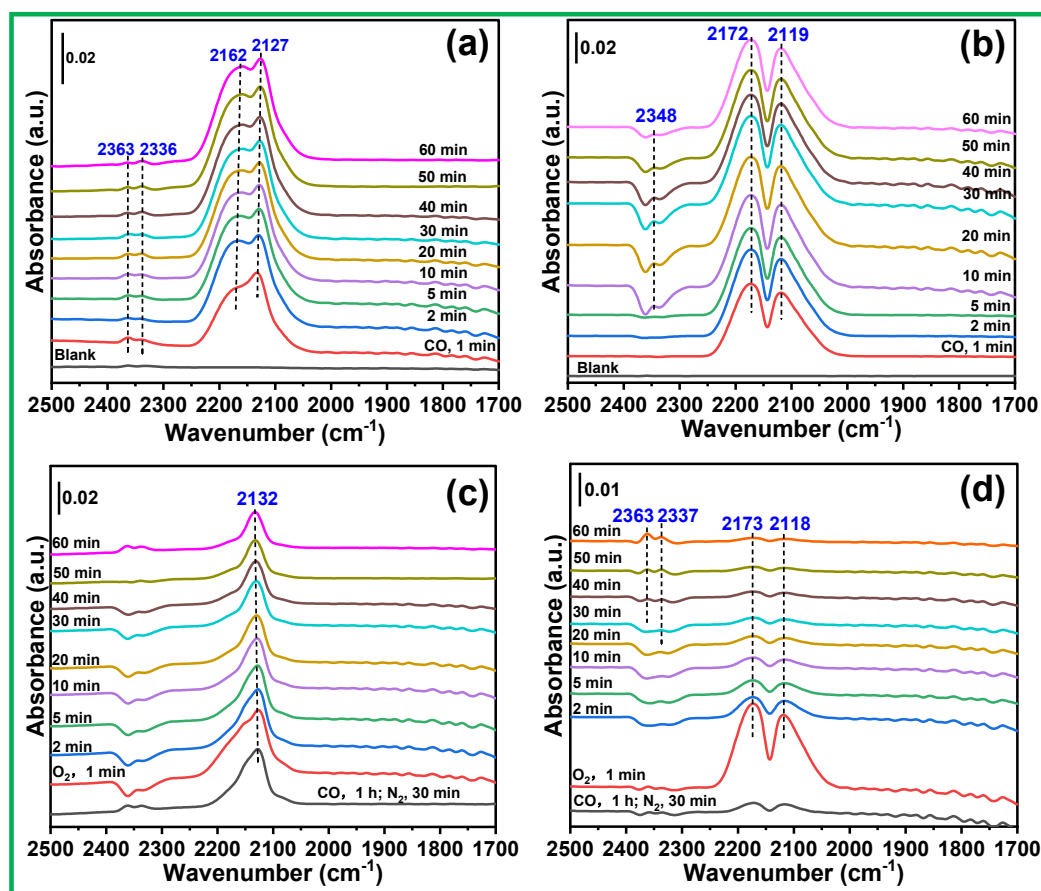 (a)
0.02
2162 2127
2363 2336
60 min
50 min
40 min
30 min
20 min
10 min
5 min
2 min
CO, 1 min
Blank
Absorbance (a.u.)
2500 2400 2300 2200 2100 2000 1900 1800 1700
Wavenumber (cm⁻¹)
(b)
0.02
2172 2119
2348
60 min
50 min
40 min
30 min
20 min
10 min
5 min
2 min
CO, 1 min
Blank
Absorbance (a.u.)
2500 2400 2300 2200 2100 2000 1900 1800 1700
Wavenumber (cm⁻¹)
(c)
0.02
2132
60 min
50 min
40 min
30 min
20 min
10 min
5 min
2 min
O₂, 1 min
CO, 1 h; N₂, 30 min
Absorbance (a.u.)
2500 2400 2300 2200 2100 2000 1900 1800 1700
Wavenumber (cm⁻¹)
(d)
0.01
2363 2337 2173 2118
60 min
50 min
40 min
30 min
20 min
10 min
5 min
2 min
O₂, 1 min
CO, 1 h; N₂, 30 min
Absorbance (a.u.)
2500 2400 2300 2200 2100 2000 1900 1800 1700
Wavenumber (cm⁻¹)